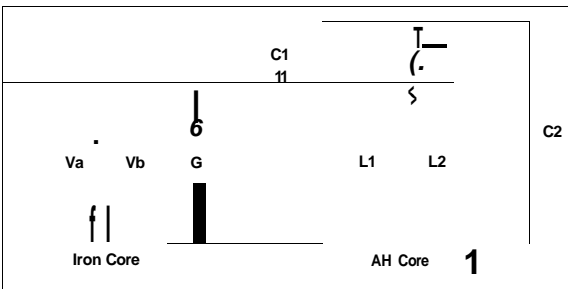 C1
11
(.
6
C2
Va Vb G L1 L2
f |
Iron Core AH Core 1